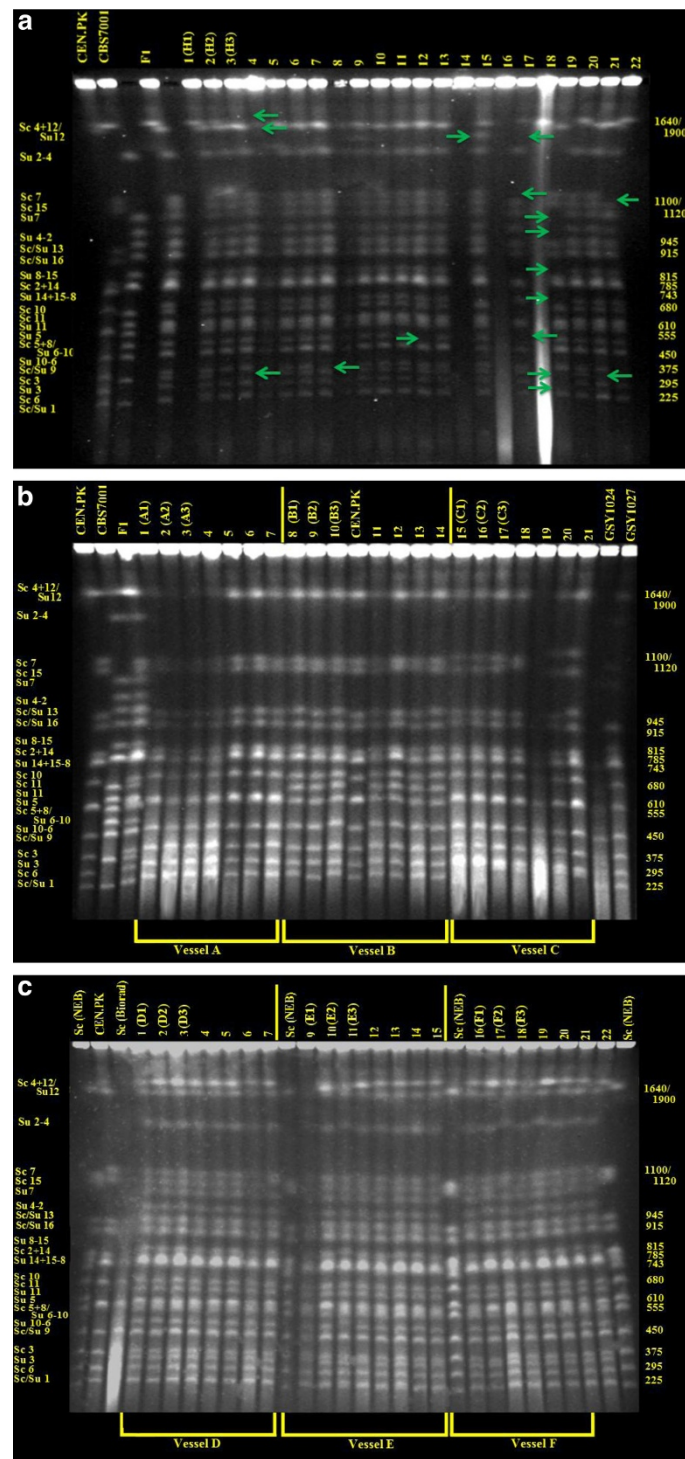 a
CEN.PK CBS7001 F1 1 (H1) 2 (H2) 3 (H3) 4 5 6 7 8 9 10 11 12 13 14 15 16 17 18 19 20 21 22
Sc 4+12/ 1640/
Su12 1900
Su 2-4
Sc 7 1100/
Sc 15 1120
Su7
Su 4-2 945
Sc/Su 13 915
Sc/Su 16
Su 8-15 815
Sc 2+14 785
Su 14+15-8 743
Sc 10 680
Sc 11
Su 11 610
Su 5 555
Sc 5+8/
Su 6-10 450
Su 10-6
Sc/Su 9 375
Sc 3
Su 3 295
Sc 6 225
Sc/Su 1
b
CEN.PK CBS7001 F1 1 (A1) 2 (A2) 3 (A3) 4 5 6 7 8 (B1) 9 (B2) 10 (B3) CEN.PK 11 12 13 14 15 (C1) 16 (C2) 17 (C3) 18 19 20 21 GSY1024 GSY1027
Sc 4+12/ 1640/
Su12 1900
Su 2-4
Sc 7 1100/
Sc 15 1120
Su7
Su 4-2
Sc/Su 13 945
Sc/Su 16 915
Su 8-15 815
Sc 2+14 785
Su 14+15-8 743
Sc 10 680
Sc 11
Su 11 610
Su 5 555
Sc 5+8/
Su 6-10 450
Su 10-6
Sc/Su 9
Sc 3 375
Su 3 295
Sc 6
Sc/Su 1 225
Vessel A Vessel B Vessel C
c
Sc (NEB) CEN.PK Sc (Biorad) 1 (D1) 2 (D2) 3 (D3) 4 5 6 7 Sc (NEB) 9 (E1) 10 (E2) 11 (E3) 12 13 14 15 Sc (NEB) 16 (F1) 17 (F2) 18 (E3) 19 20 21 22 Sc (NEB)
Sc 4+12/ 1640/
Su12 1900
Su 2-4
Sc 7 1100/
Sc 15 1120
Su7
Su 4-2 945
Sc/Su 13
Sc/Su 16 915
Su 8-15 815
Sc 2+14 785
Su 14+15-8 743
Sc 10 680
Sc 11
Su 11 610
Su 5
Sc 5+8/ 555
Su 6-10
Su 10-6 450
Sc/Su 9
Sc 3 375
Su 3 295
Sc 6
Sc/Su 1 225
Vessel D Vessel E Vessel F